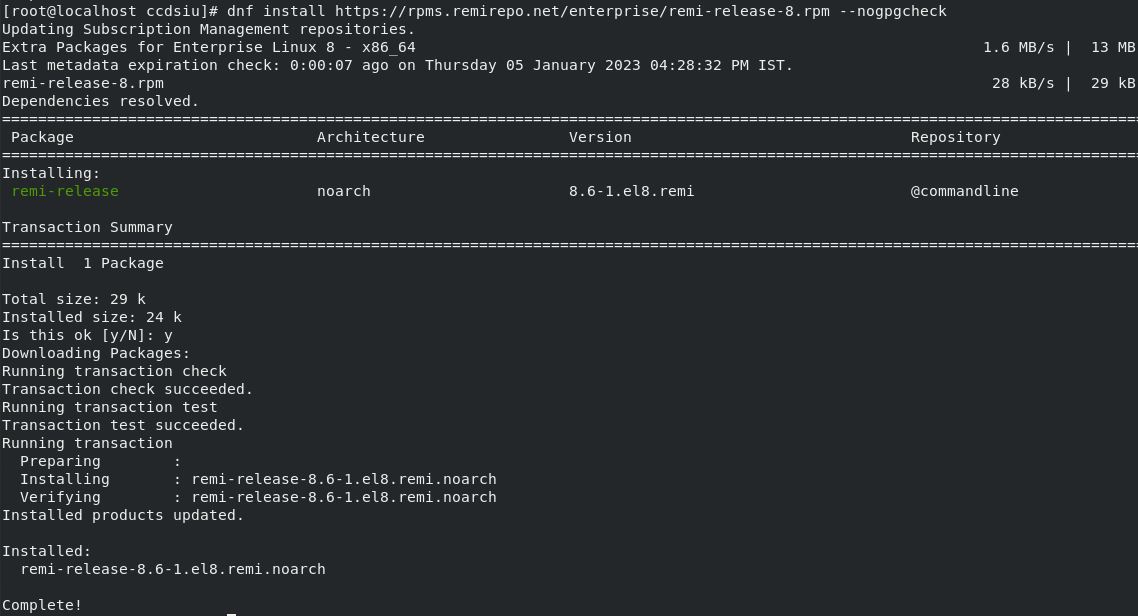 [root@localhost ccdsiu]# dnf install https://rpms.remirepo.net/enterprise/remi-release-8.rpm --nogpgcheck
Updating Subscription Management repositories.
Extra Packages for Enterprise Linux 8 - x86_64 1.6 MB/s | 13 MB
Last metadata expiration check: 0:00:07 ago on Thursday 05 January 2023 04:28:32 PM IST.
remi-release-8.rpm 28 kB/s | 29 kB
Dependencies resolved.
================================================================================
Package Architecture Version Repository
================================================================================
Installing:
remi-release noarch 8.6-1.el8.remi @commandline
Transaction Summary
================================================================================
Install 1 Package
Total size: 29 k
Installed size: 24 k
Is this ok [y/N]: y
Downloading Packages:
Running transaction check
Transaction check succeeded.
Running transaction test
Transaction test succeeded.
Running transaction
Preparing :
Installing : remi-release-8.6-1.el8.remi.noarch
Verifying : remi-release-8.6-1.el8.remi.noarch
Installed products updated.
Installed:
remi-release-8.6-1.el8.remi.noarch
Complete!